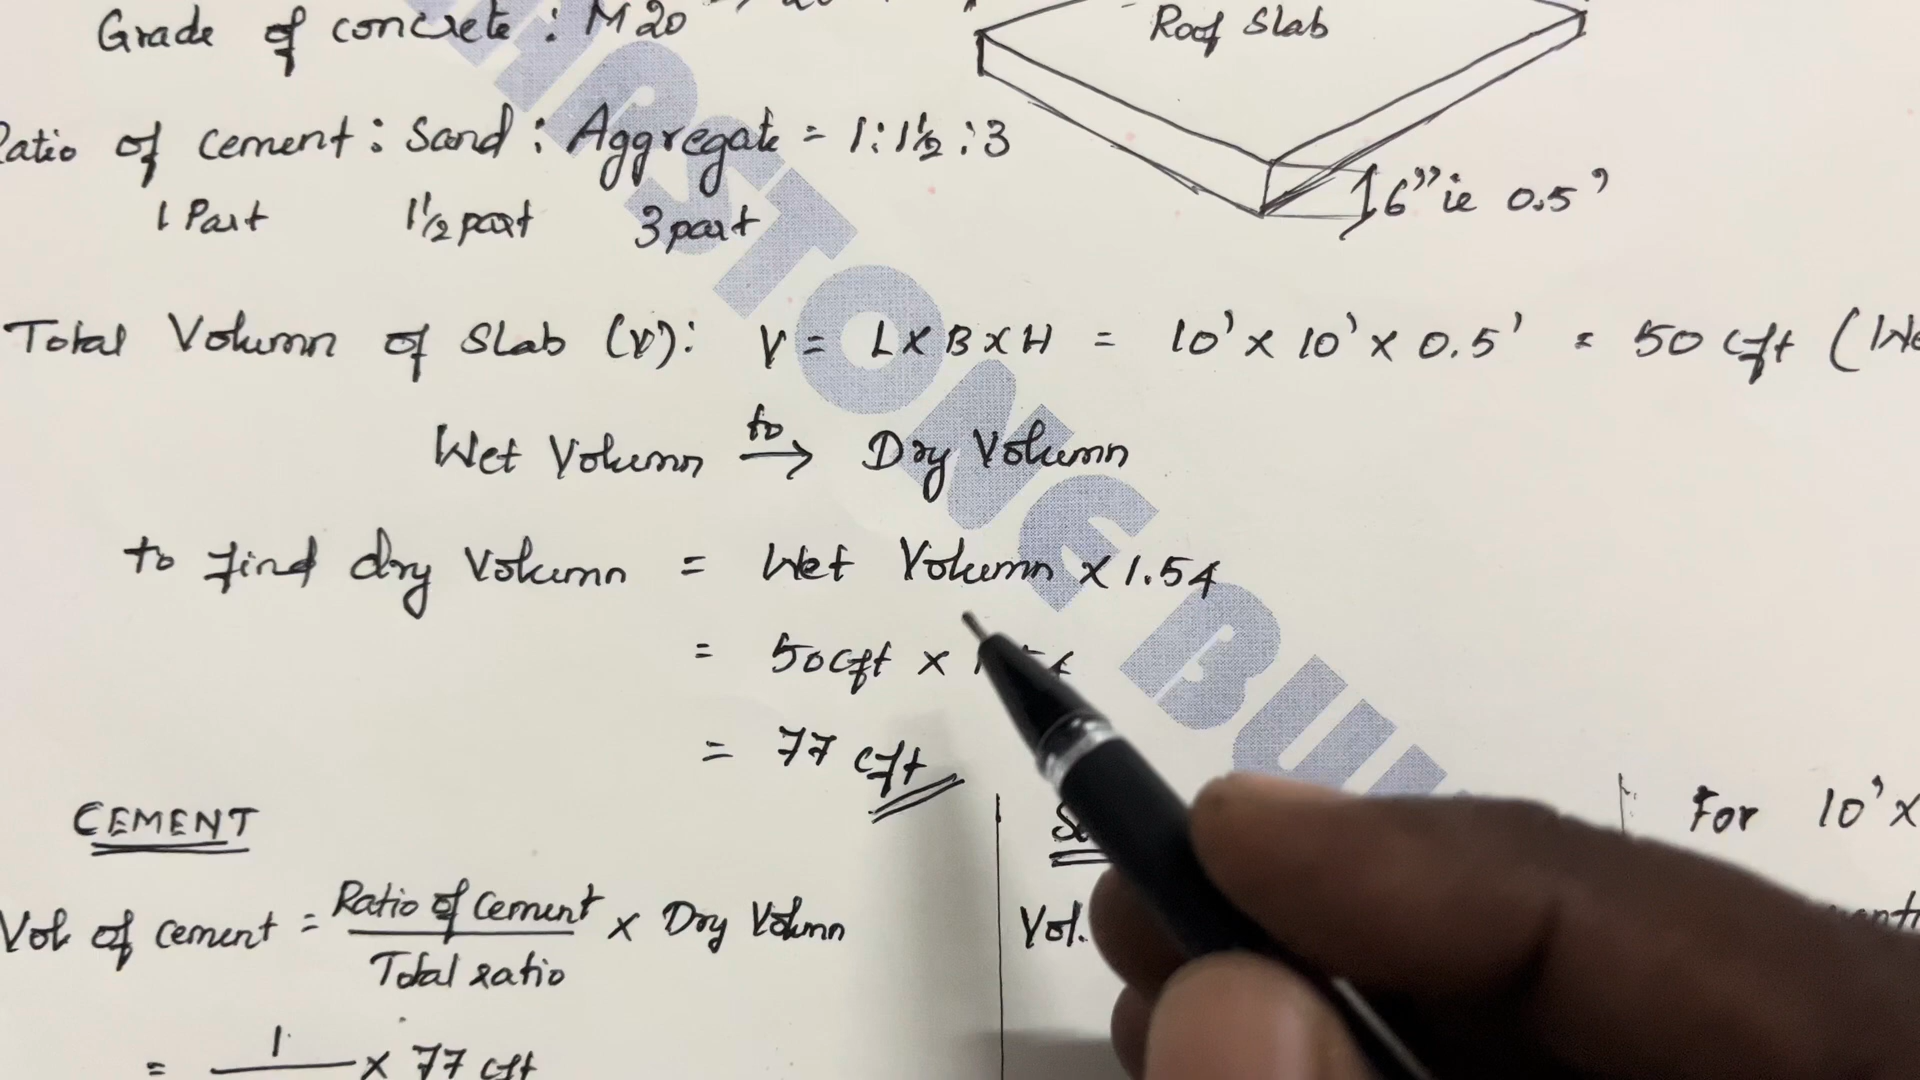 Grade of concrete : M20
Roof Slab
Ratio of cement : Sand : Aggregate = 1 : 1½ : 3
1 Part 1½ part 3 part
6" ie 0.5'
Total Volumn of Slab (V): V = L X B X H = 10' x 10' x 0.5' = 50 cft (We
Wet Volumn to → Dry Volumn
to find dry Volumn = Wet Volumn x 1.54
= 50cft x
= 77 cft
CEMENT
For 10' x
Vol of cement = Ratio of cement x Dry Volumn
Total ratio
Vol.
= 1 x 77 cft
STONE